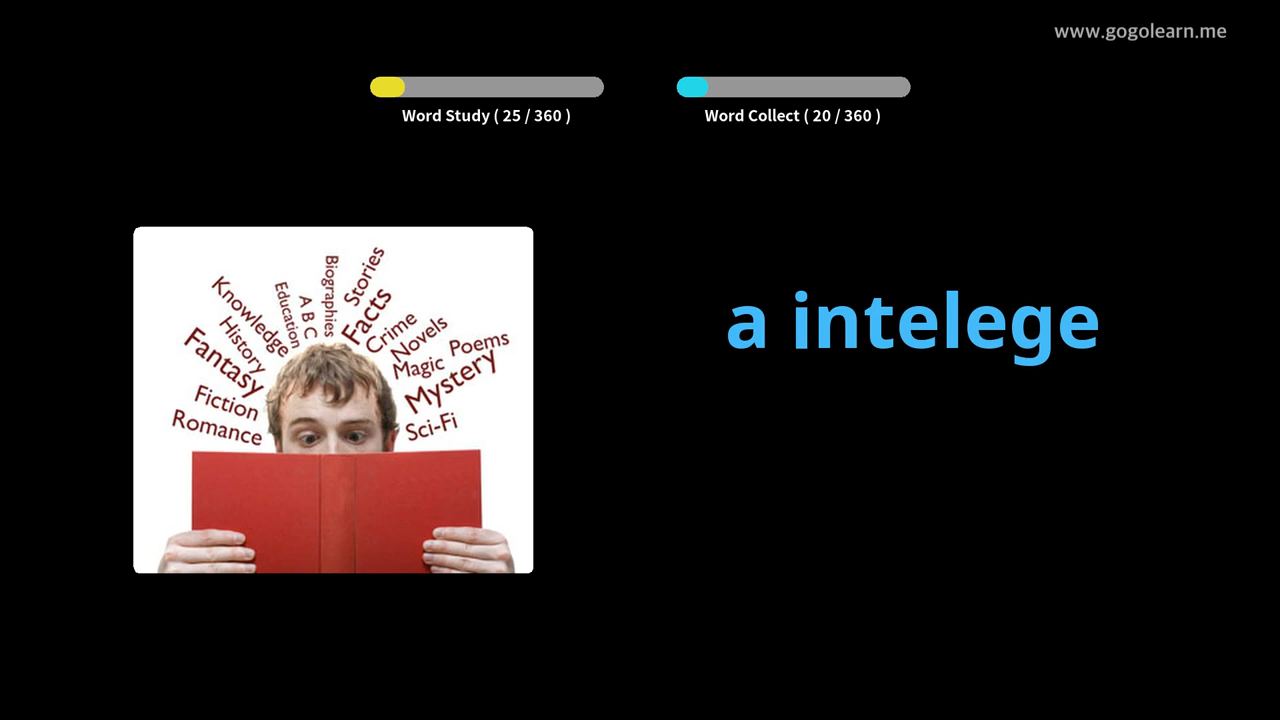 www.gogolearn.me
Word Study ( 25 / 360 )
Word Collect ( 20 / 360 )
Knowledge
History
Fantasy
Fiction
Romance
Education
A B C
Biographies
Stories
Facts
Crime
Novels
Magic
Poems
Mystery
Sci-Fi
a intelege